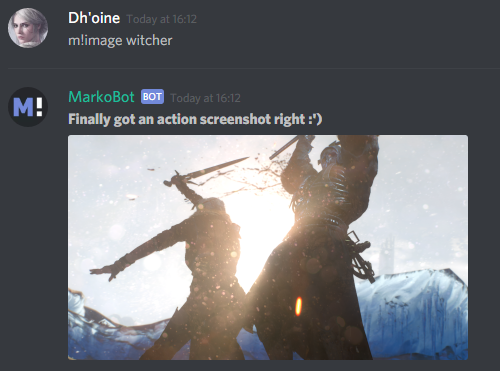 Dh'oine Today at 16:12
m!image witcher
M!
MarkoBot BOT Today at 16:12
Finally got an action screenshot right :')